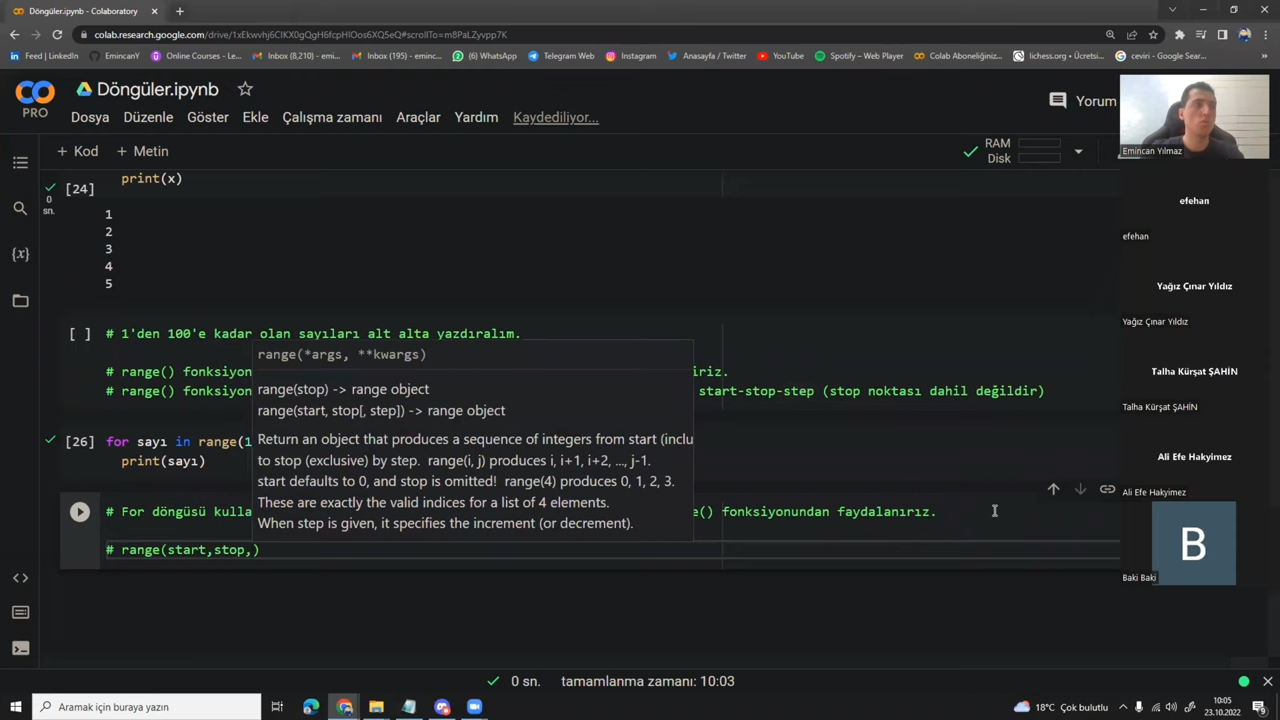 Döngüler.ipynb - Colaboratory
colab.research.google.com/drive/1xEkwvhj6ClKX0gQgH6fcpHIOos6XQ5eQ#scrollTo=m8PaLZyvpp7K
Feed | LinkedIn
EmincanY
Online Courses - L...
Inbox (8,210) - emi...
Inbox (195) - emin...
(6) WhatsApp
Telegram Web
Instagram
Anasayfa / Twitter
YouTube
Spotify – Web Player
Colab Aboneliğiniz...
lichess.org • Ücretsi...
ceviri - Google Sear...
PRO
Döngüler.ipynb
Dosya Düzenle Göster Ekle Çalışma zamanı Araçlar Yardım Kaydediliyor...
Yorum
+ Kod + Metin
RAM
Disk
Emincan Yılmaz
[24] print(x)
0
sn.
1
2
3
4
5
[ ] # 1'den 100'e kadar olan sayıları alt alta yazdıralım.
# range() fonksiyon
iriz.
# range() fonksiyon
start-stop-step (stop noktası dahil değildir)
range(*args, **kwargs)
range(stop) -> range object
range(start, stop[, step]) -> range object
Return an object that produces a sequence of integers from start (inclu
to stop (exclusive) by step. range(i, j) produces i, i+1, i+2, ..., j-1.
start defaults to 0, and stop is omitted! range(4) produces 0, 1, 2, 3.
These are exactly the valid indices for a list of 4 elements.
When step is given, it specifies the increment (or decrement).
[26] for sayı in range(1
print(sayı)
# For döngüsü kulla
ge() fonksiyonundan faydalanırız.
# range(start,stop,)
efehan
efehan
Yağız Çınar Yıldız
Yağız Çınar Yıldız
Talha Kürşat ŞAHİN
Talha Kürşat ŞAHİN
Ali Efe Hakyimez
Ali Efe Hakyimez
B
Baki Baki
0 sn. tamamlanma zamanı: 10:03
Aramak için buraya yazın
18°C Çok bulutlu
10:05
23.10.2022
9